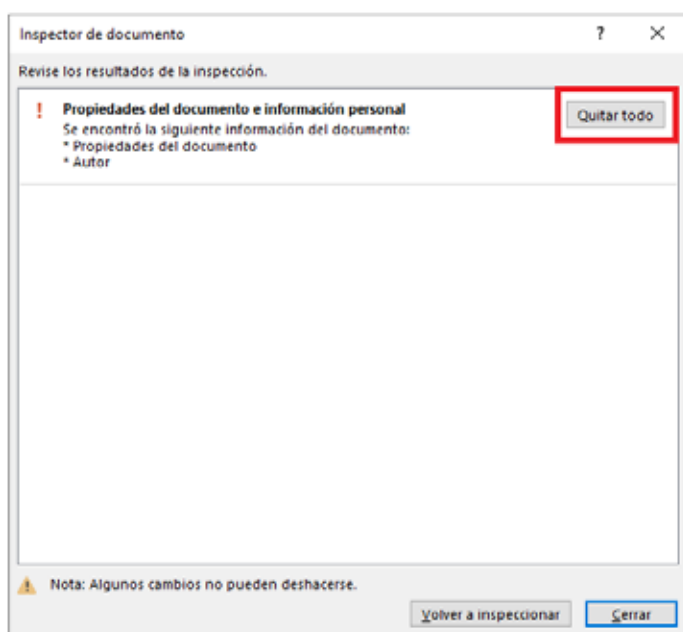 Inspector de documento
Revise los resultados de la inspección.
! Propiedades del documento e información personal
Se encontró la siguiente información del documento:
* Propiedades del documento
* Autor
Quitar todo
Nota: Algunos cambios no pueden deshacerse.
Volver a inspeccionar
Cerrar